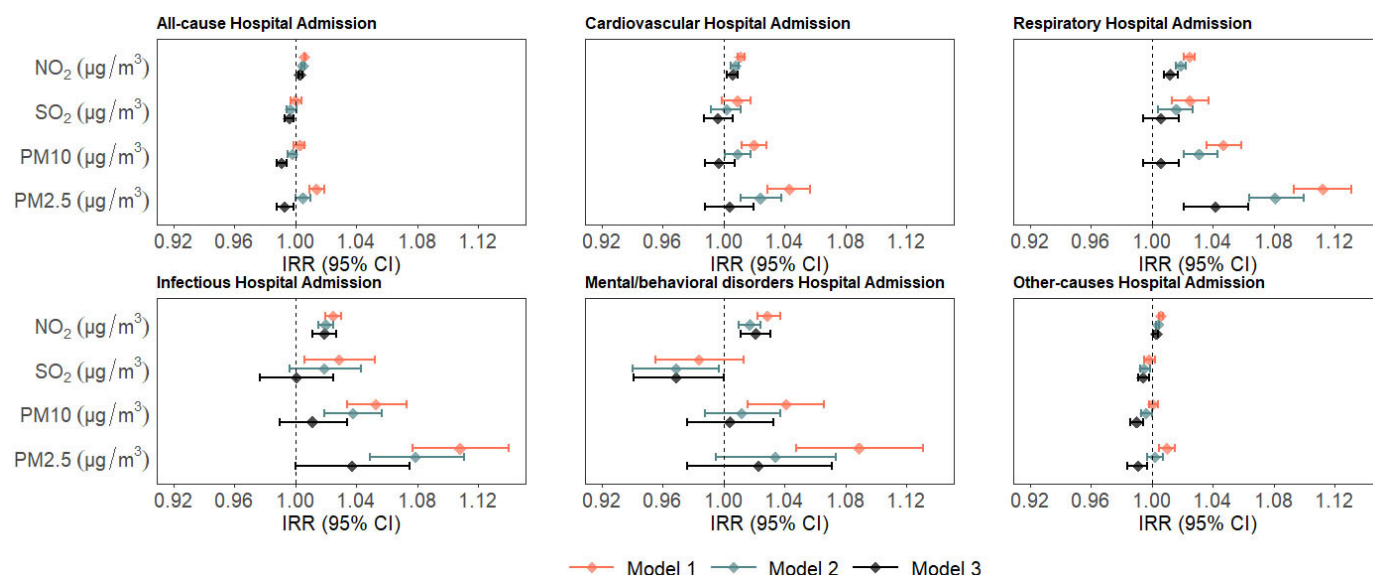 All-cause Hospital Admission
Cardiovascular Hospital Admission
Respiratory Hospital Admission
NO₂ (µg/m³)
SO₂ (µg/m³)
PM10 (µg/m³)
PM2.5 (µg/m³)
0.92 0.96 1.00 1.04 1.08 1.12
IRR (95% CI)
0.92 0.96 1.00 1.04 1.08 1.12
IRR (95% CI)
0.92 0.96 1.00 1.04 1.08 1.12
IRR (95% CI)
Infectious Hospital Admission
Mental/behavioral disorders Hospital Admission
Other-causes Hospital Admission
NO₂ (µg/m³)
SO₂ (µg/m³)
PM10 (µg/m³)
PM2.5 (µg/m³)
0.92 0.96 1.00 1.04 1.08 1.12
IRR (95% CI)
0.92 0.96 1.00 1.04 1.08 1.12
IRR (95% CI)
0.92 0.96 1.00 1.04 1.08 1.12
IRR (95% CI)
Model 1 Model 2 Model 3